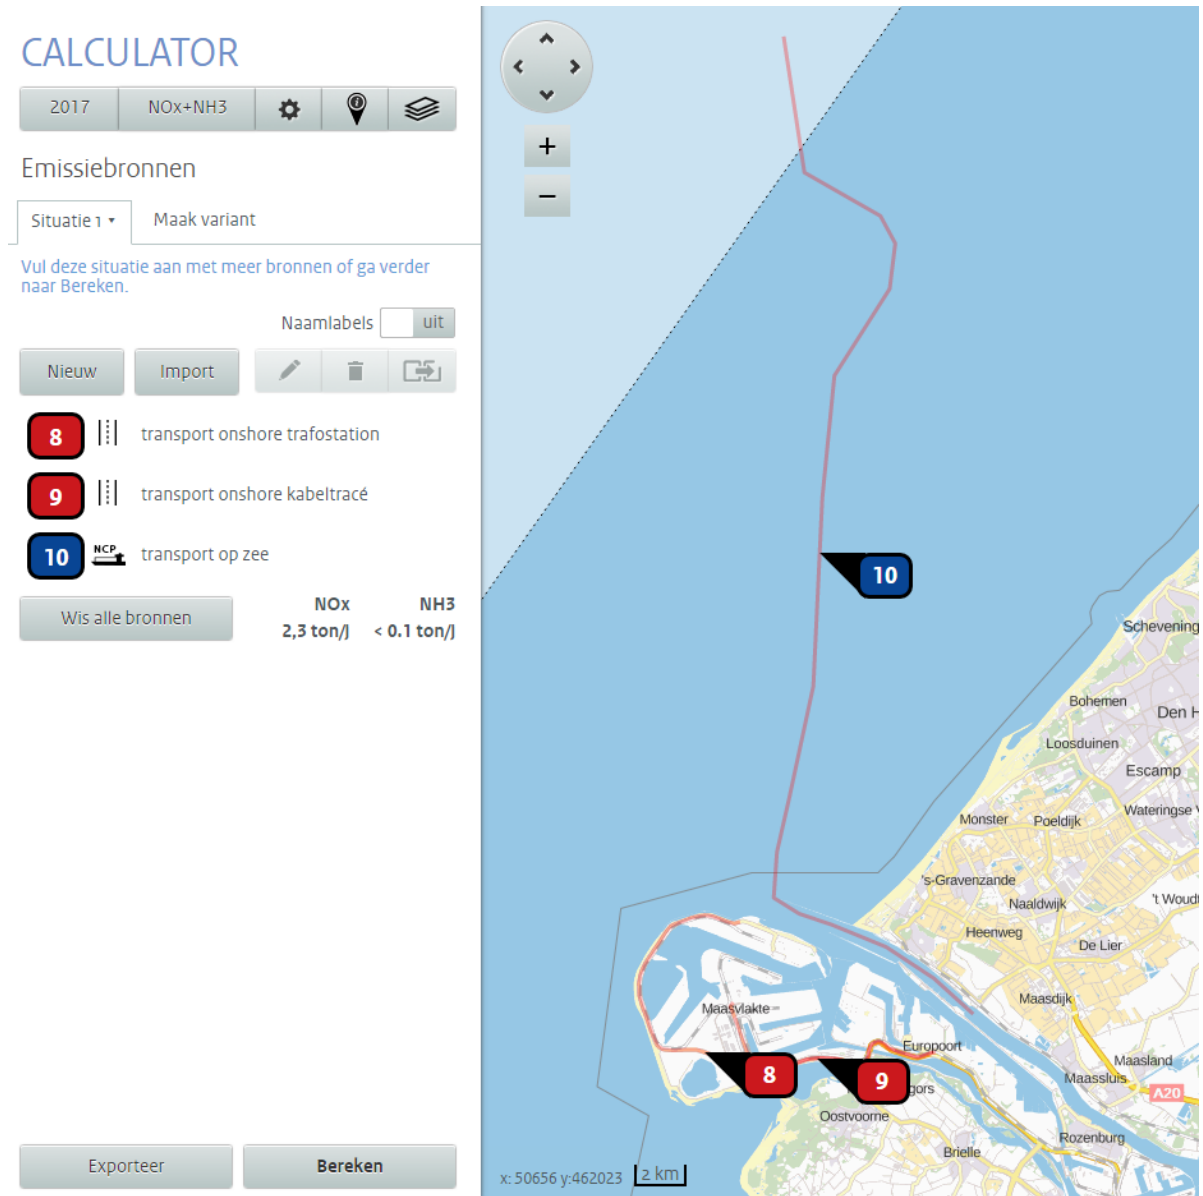 CALCULATOR
2017 NOx+NH3
Emissiebronnen
Situatie 1 Maak variant
Vul deze situatie aan met meer bronnen of ga verder
naar Bereken.
Naamlabels uit
Nieuw Import
8 transport onshore trafostation
9 transport onshore kabeltracé
10 NCP transport op zee
Wis alle bronnen
NOx NH3
2,3 ton/j < 0.1 ton/j
Exporteer Bereken
+
−
10
Schevening
Bohemen
Den H
Loosduinen
Escamp
Wateringse
Monster Poeldijk
's-Gravenzande
't Woudt
Naaldwijk
Heenweg
De Lier
Maasdijk
Maasvlakte
Europoort
Maasland
8
9
gors
Maassluis
A20
Oostvoorne
Rozenburg
Brielle
x: 50656 y:462023 2 km